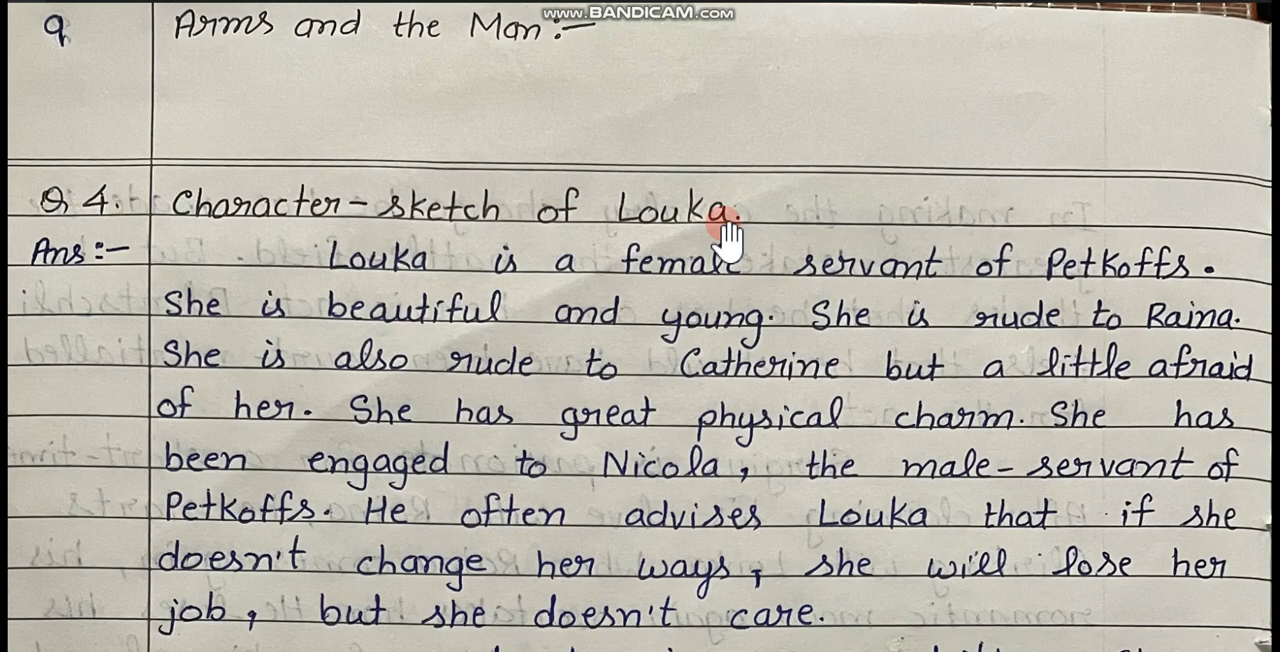 www.BANDICAM.com
9 Arms and the Man :-
Q 4. Character-sketch of Louka.
Ans :- Louka is a female servant of Petkoffs.
She is beautiful and young. She is rude to Raina.
She is also rude to Catherine but a little afraid
of her. She has great physical charm. She has
been engaged to Nicola, the male-servant of
Petkoffs. He often advises Louka that if she
doesn't change her ways, she will lose her
job, but she doesn't care.